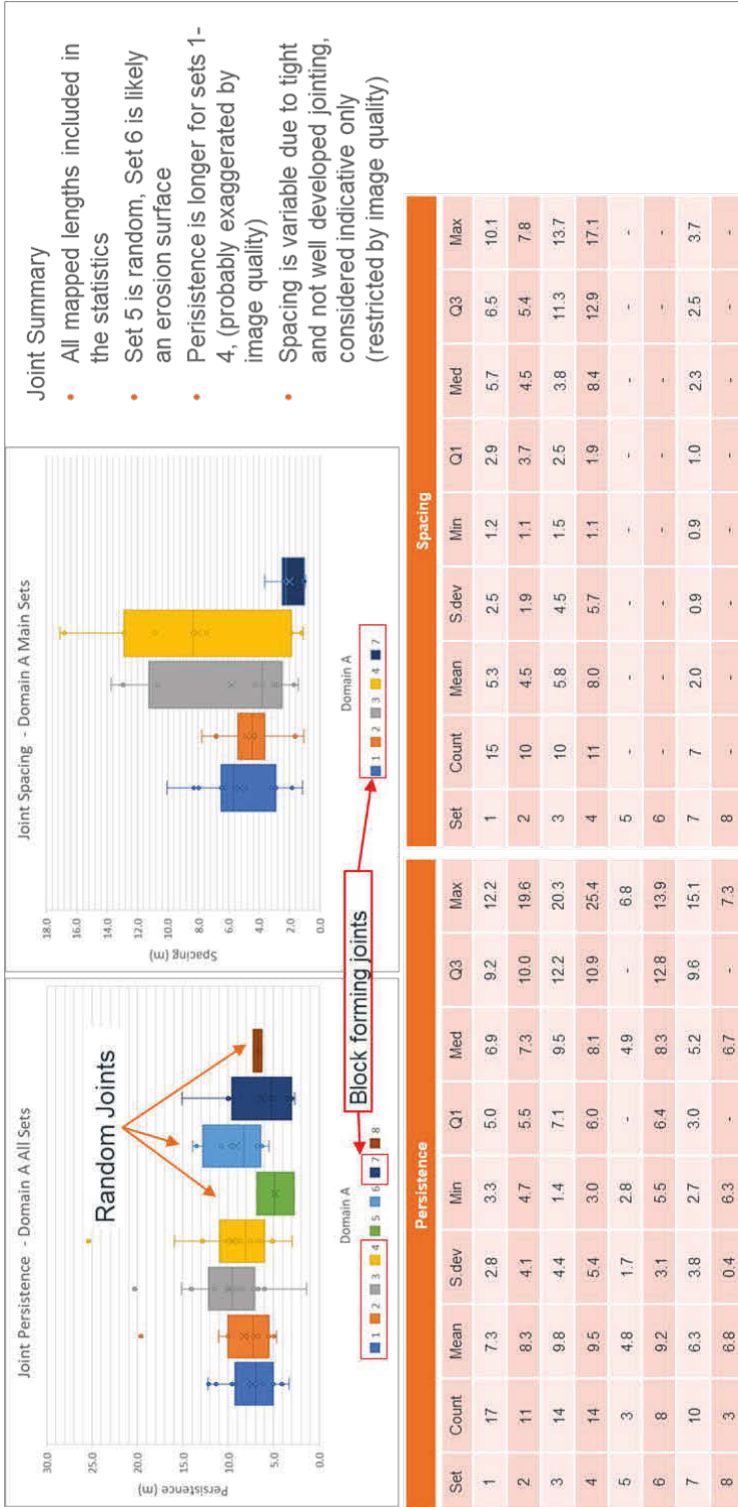 Joint Persistence - Domain A All Sets
30.0
25.0
20.0
15.0
10.0
5.0
0.0
Persistence (m)
Random Joints
Domain A
1 2 3 4 5 6 7 8
Joint Spacing - Domain A Main Sets
18.0
16.0
14.0
12.0
10.0
8.0
6.0
4.0
2.0
0.0
Spacing (m)
Domain A
1 2 3 4 7
Block forming joints
Joint Summary
• All mapped lengths included in
the statistics
• Set 5 is random, Set 6 is likely
an erosion surface
• Perisistence is longer for sets 1-
4, (probably exaggerated by
image quality)
• Spacing is variable due to tight
and not well developed jointing,
considered indicative only
(restricted by image quality)
Persistence
Set Count Mean S.dev Min Q1 Med Q3 Max
1 17 7.3 2.8 3.3 5.0 6.9 9.2 12.2
2 11 8.3 4.1 4.7 5.5 7.3 10.0 19.6
3 14 9.8 4.4 1.4 7.1 9.5 12.2 20.3
4 14 9.5 5.4 3.0 6.0 8.1 10.9 25.4
5 3 4.8 1.7 2.8 - 4.9 - 6.8
6 8 9.2 3.1 5.5 6.4 8.3 12.8 13.9
7 10 6.3 3.8 2.7 3.0 5.2 9.6 15.1
8 3 6.8 0.4 6.3 - 6.7 - 7.3
Spacing
Set Count Mean S.dev Min Q1 Med Q3 Max
1 15 5.3 2.5 1.2 2.9 5.7 6.5 10.1
2 10 4.5 1.9 1.1 3.7 4.5 5.4 7.8
3 10 5.8 4.5 1.5 2.5 3.8 11.3 13.7
4 11 8.0 5.7 1.1 1.9 8.4 12.9 17.1
5 - - - - - - - -
6 - - - - - - - -
7 7 2.0 0.9 0.9 1.0 2.3 2.5 3.7
8 - - - - - - - -